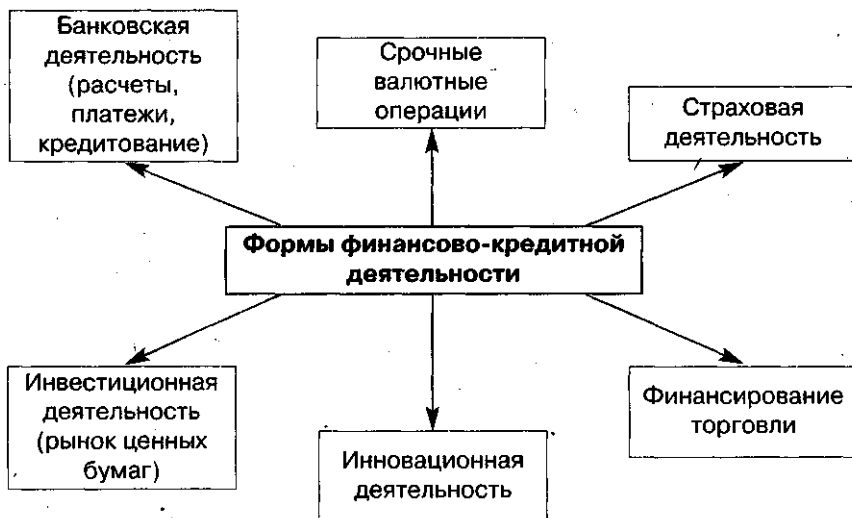 Банковская
деятельность
(расчеты,
платежи,
кредитование)
Срочные
валютные
операции
Страховая
деятельность
Формы финансово-кредитной
деятельности
Инвестиционная
деятельность
(рынок ценных
бумаг)
Инновационная
деятельность
Финансирование
торговли